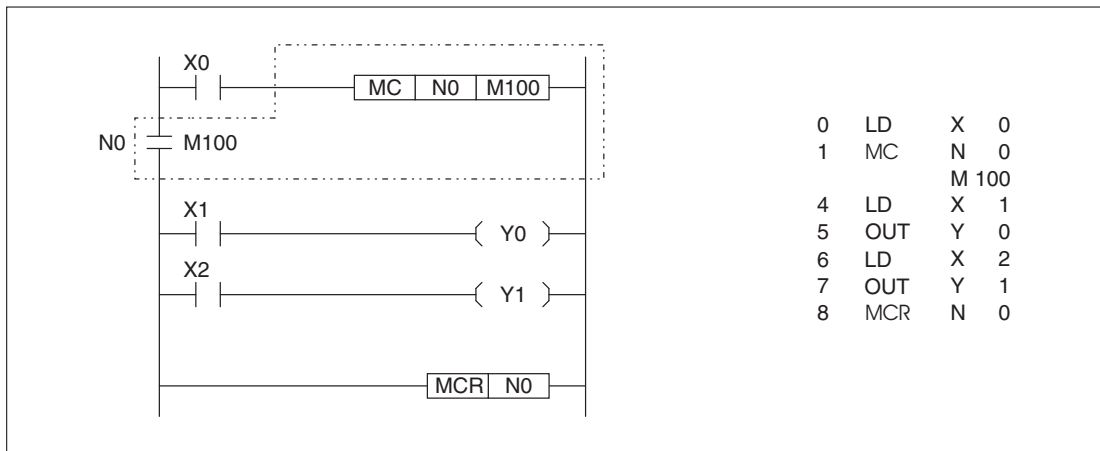 X0
MC N0 M100
N0 M100
X1
Y0
X2
Y1
MCR N0
0 LD X 0
1 MC N 0
M 100
4 LD X 1
5 OUT Y 0
6 LD X 2
7 OUT Y 1
8 MCR N 0